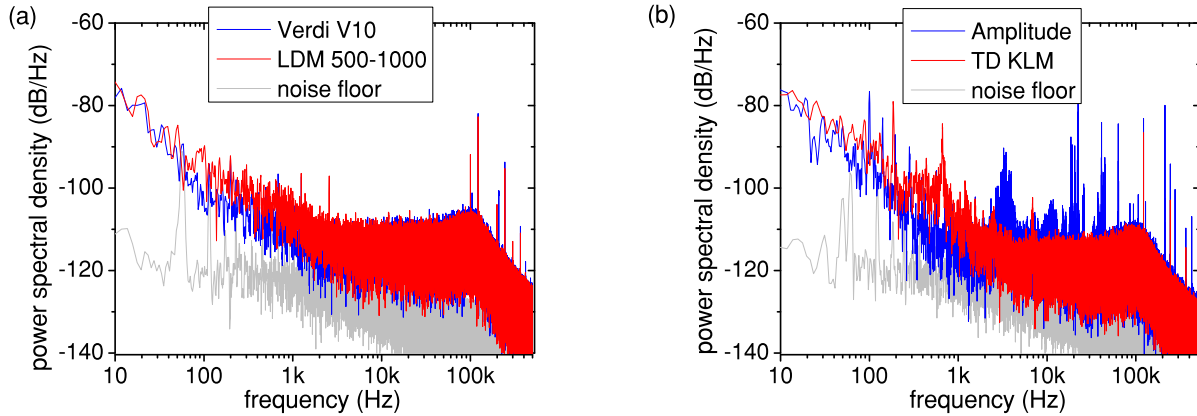 (a)
Verdi V10
LDM 500-1000
noise floor
power spectral density (dB/Hz)
-60
-80
-100
-120
-140
10
100
1k
10k
100k
frequency (Hz)
(b)
Amplitude
TD KLM
noise floor
power spectral density (dB/Hz)
-60
-80
-100
-120
-140
10
100
1k
10k
100k
frequency (Hz)